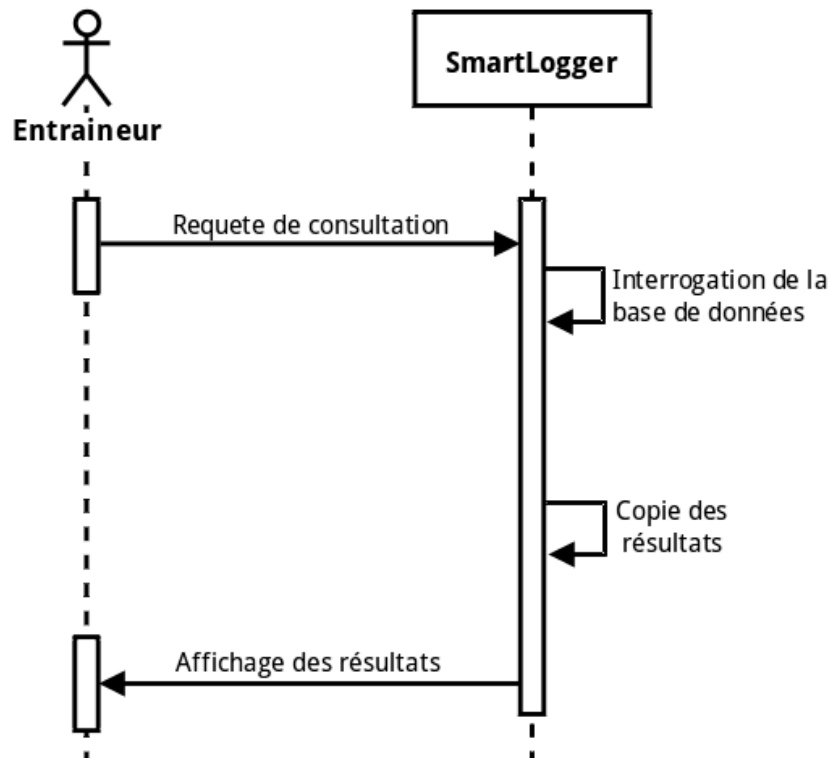 SmartLogger
Entraineur
Requete de consultation
Interrogation de la
base de données
Copie des
résultats
Affichage des résultats